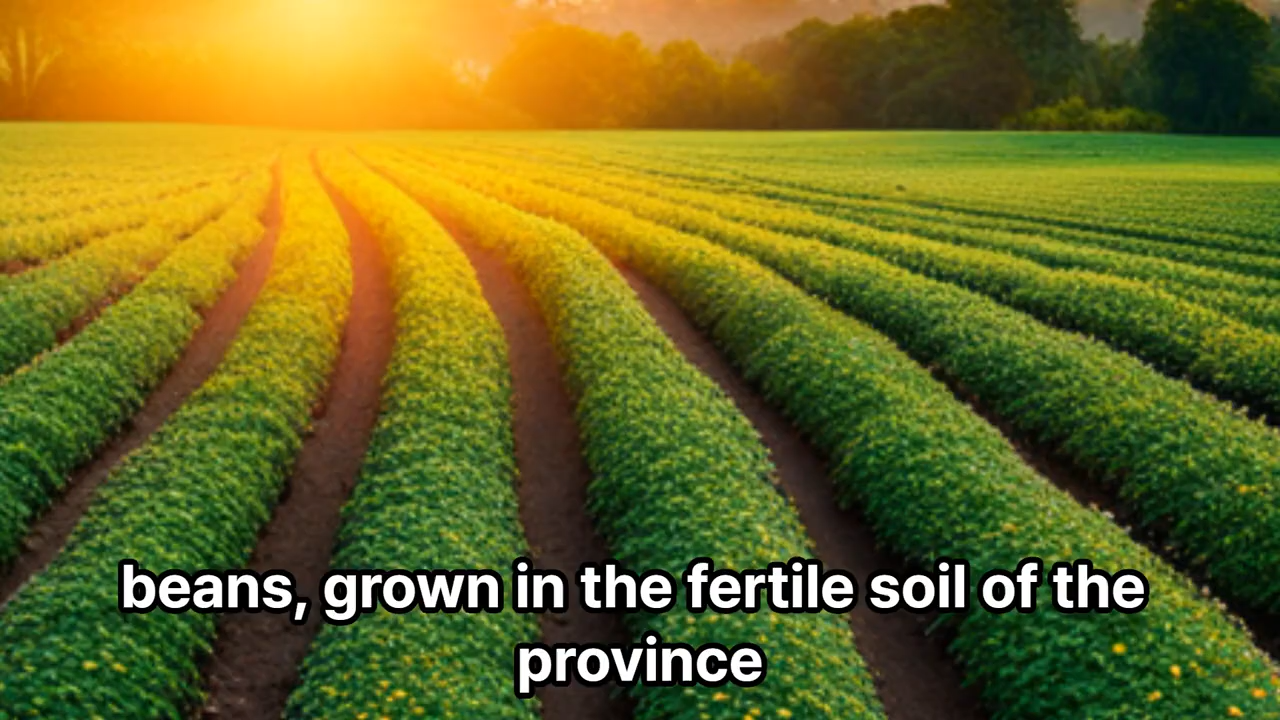 beans, grown in the fertile soil of the
province